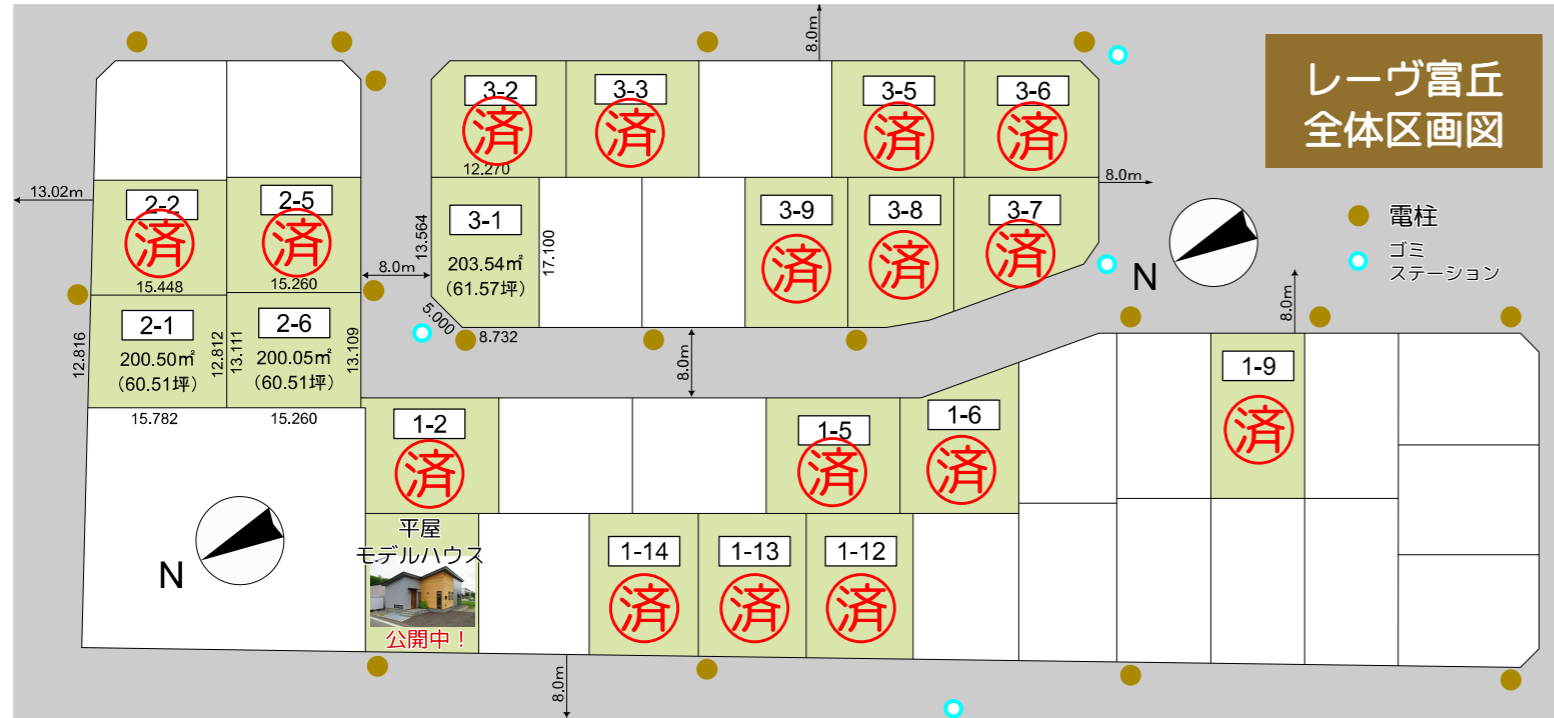 レーヴ富丘
全体区画図
電柱
ゴミ
ステーション
N
8.0m
13.02m
8.0m
3-2
済
12.270
3-3
済
3-5
済
3-6
済
2-2
済
15.448
2-5
済
15.260
8.0m
3-1
203.54㎡
(61.57坪)
13.564
17.100
5.000
8.732
3-9
済
3-8
済
3-7
済
2-1
200.50㎡
(60.51坪)
12.816
12.812
15.782
2-6
200.05㎡
(60.51坪)
13.111
13.109
15.260
8.0m
8.0m
1-2
済
1-5
済
1-6
済
1-9
済
N
平屋
モデルハウス
公開中!
1-14
済
1-13
済
1-12
済
8.0m